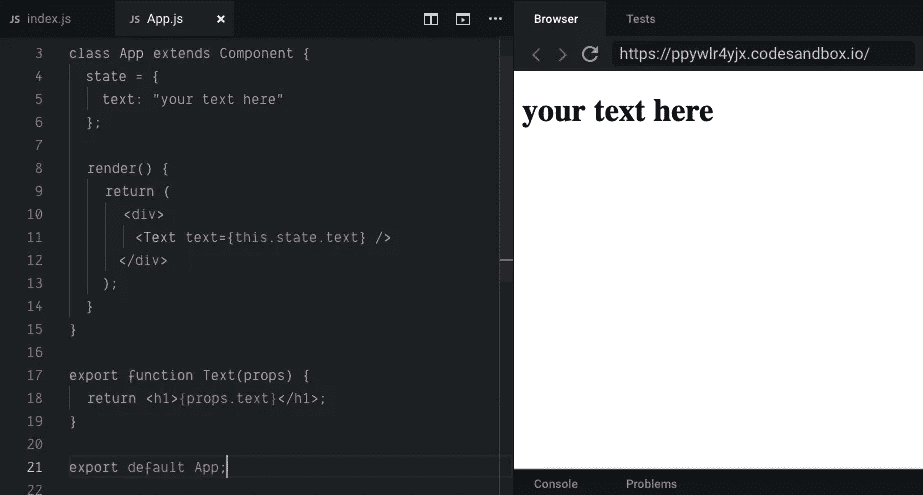 JS index.js
JS App.js ×
3 class App extends Component {
4 state = {
5 text: "your text here"
6 };
7
8 render() {
9 return (
10 <div>
11 <Text text={this.state.text} />
12 </div>
13 );
14 }
15 }
16
17 export function Text(props) {
18 return <h1>{props.text}</h1>;
19 }
20
21 export default App;
22
Browser Tests
https://ppywlr4yjx.codesandbox.io/
your text here
Console Problems